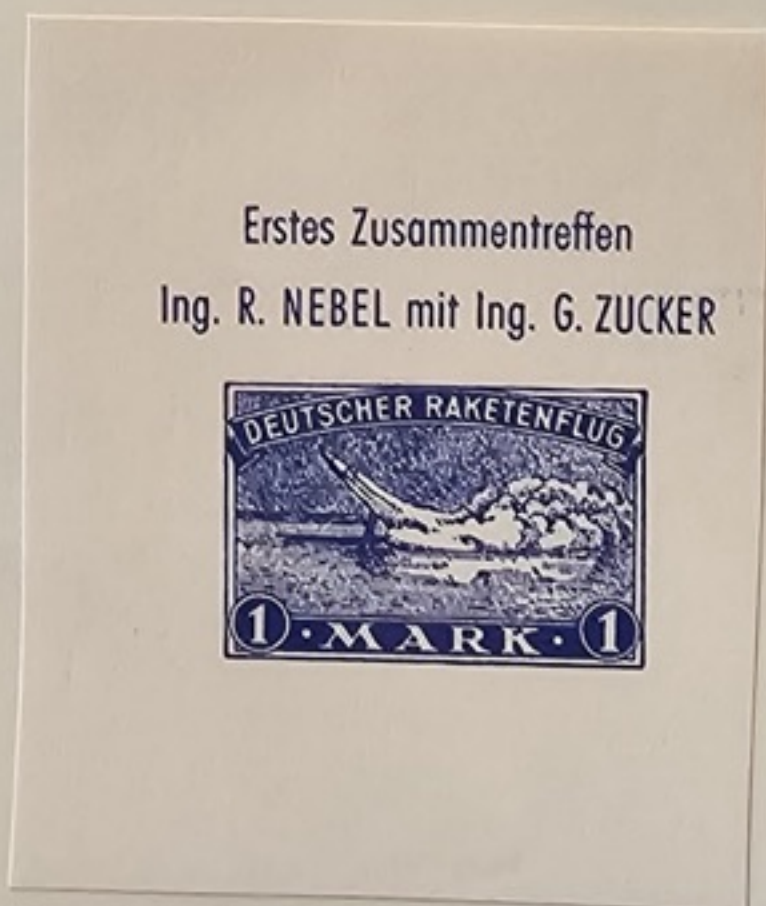 Erstes Zusammentreffen
Ing. R. NEBEL mit Ing. G. ZUCKER
DEUTSCHER RAKETENFLUG
1 · MARK · 1